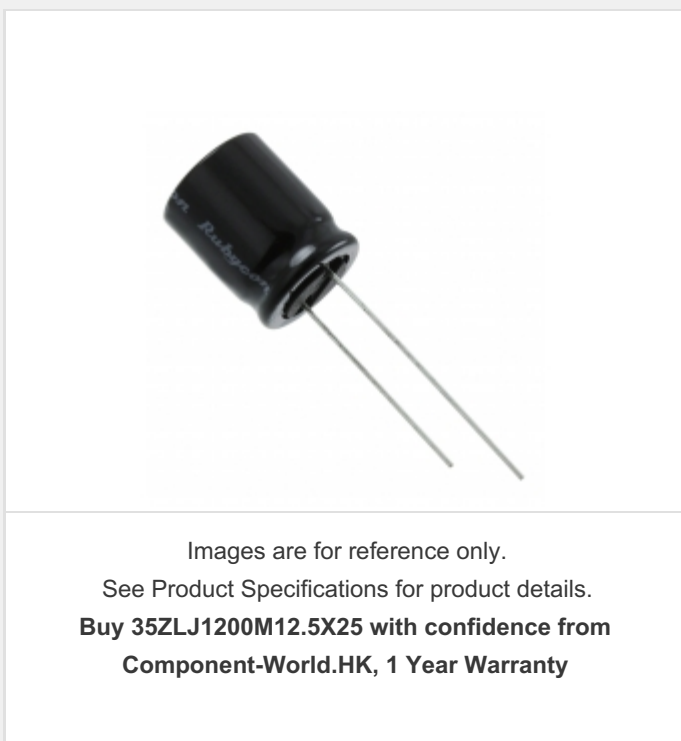 on
Rubycon
Images are for reference only.
See Product Specifications for product details.
Buy 35ZLJ1200M12.5X25 with confidence from
Component-World.HK, 1 Year Warranty